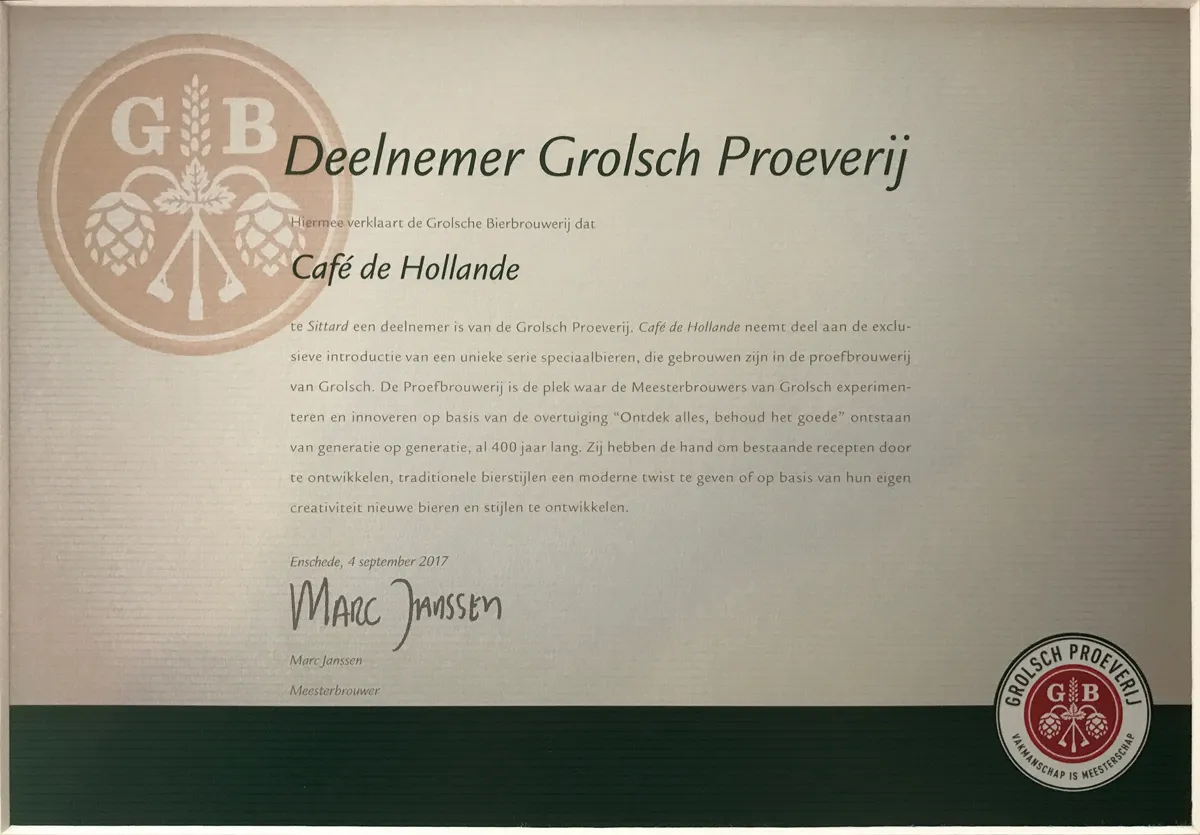 G B
Deelnemer Grolsch Proeverij
Hiermee verklaart de Grolsche Bierbrouwerij dat
Café de Hollande
te Sittard een deelnemer is van de Grolsch Proeverij. Café de Hollande neemt deel aan de exclu-
sieve introductie van een unieke serie speciaalbieren, die gebrouwen zijn in de proefbrouwerij
van Grolsch. De Proefbrouwerij is de plek waar de Meesterbrouwers van Grolsch experimen-
teren en innoveren op basis van de overtuiging “Ontdek alles, behoud het goede” ontstaan
van generatie op generatie, al 400 jaar lang. Zij hebben de hand om bestaande recepten door
te ontwikkelen, traditionele bierstijlen een moderne twist te geven of op basis van hun eigen
creativiteit nieuwe bieren en stijlen te ontwikkelen.
Enschede, 4 september 2017
MARC JANSSEN
Marc Janssen
Meesterbrouwer
GROLSCH PROEVERIJ
G B
VAKMANSCHAP IS MEESTERSCHAP